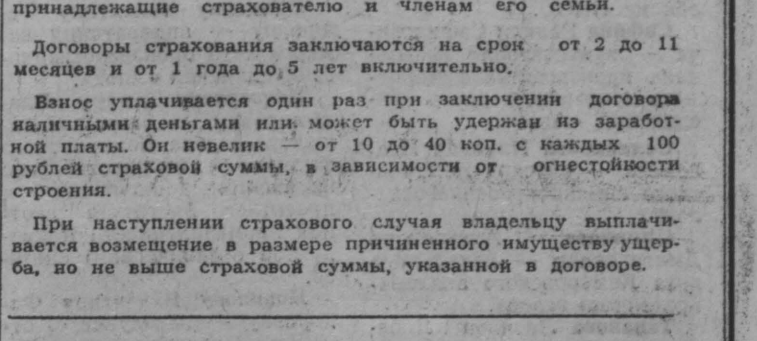 принадлежащие страхователю и членам его семьи.
Договоры страхования заключаются на срок от 2 до 11
месяцев и от 1 года до 5 лет включительно.
Взнос уплачивается один раз при заключении договора
наличными деньгами или может быть удержан из заработ-
ной платы. Он невелик — от 10 до 40 коп. с каждых 100
рублей страховой суммы, в зависимости от огнестойкости
строения.
При наступлении страхового случая владельцу выплачи-
вается возмещение в размере причиненного имуществу ущер-
ба, но не выше страховой суммы, указанной в договоре.